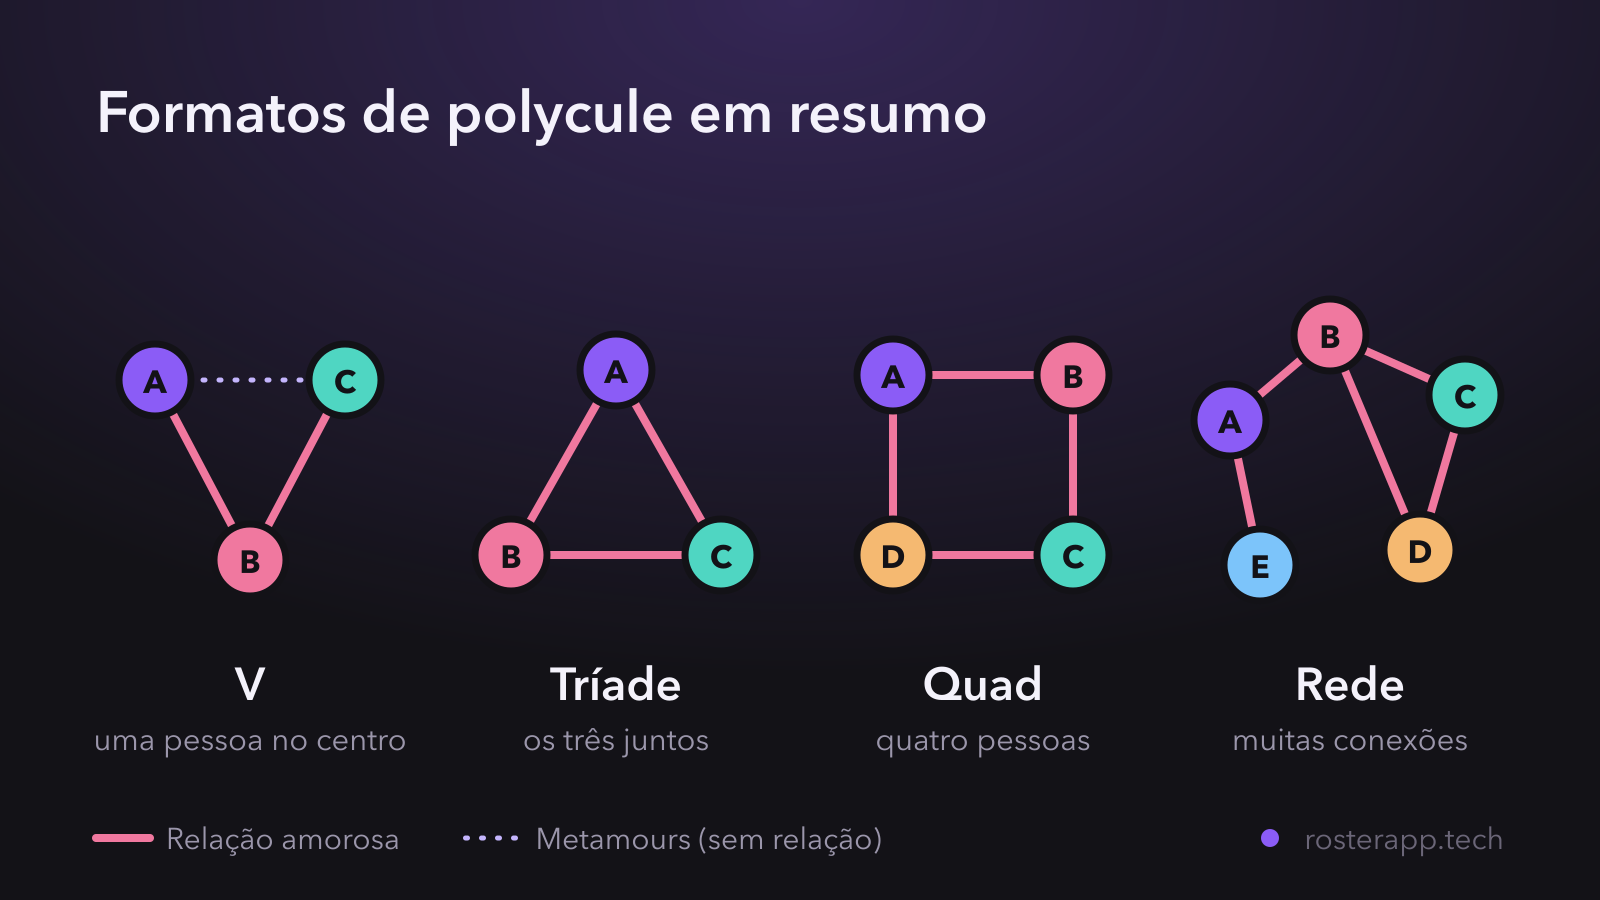 Formatos de polycule em resumo
A
C
B
A
B
C
A
B
D
C
B
C
A
D
E
V
uma pessoa no centro
Tríade
os três juntos
Quad
quatro pessoas
Rede
muitas conexões
Relação amorosa
Metamours (sem relação)
rosterapp.tech